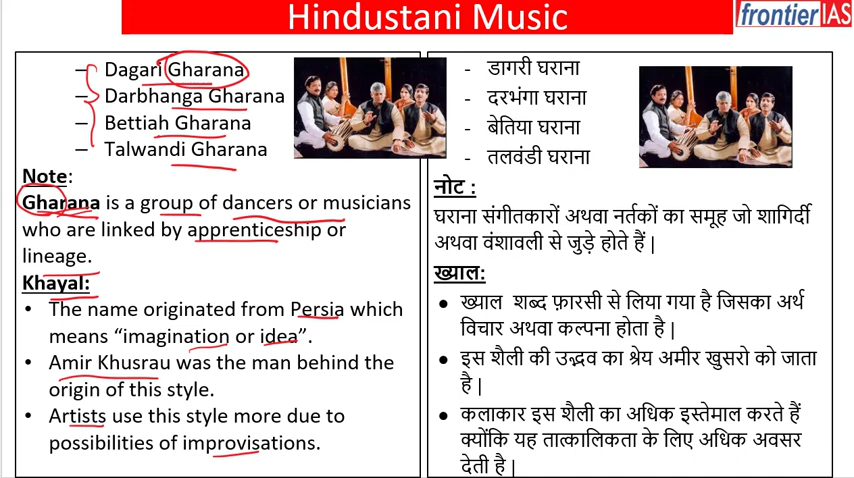 Hindustani Music
frontier IAS
– Dagari Gharana
– Darbhanga Gharana
– Bettiah Gharana
– Talwandi Gharana
Note:
Gharana is a group of dancers or musicians
who are linked by apprenticeship or
lineage.
Khayal:
• The name originated from Persia which
means “imagination or idea”.
• Amir Khusrau was the man behind the
origin of this style.
• Artists use this style more due to
possibilities of improvisations.
- डागरी घराना
- दरभंगा घराना
- बेतिया घराना
- तलवंडी घराना
नोट :
घराना संगीतकारों अथवा नर्तकों का समूह जो शागिर्दी
अथवा वंशावली से जुड़े होते हैं |
ख्याल:
● ख्याल शब्द फ़ारसी से लिया गया है जिसका अर्थ
विचार अथवा कल्पना होता है |
● इस शैली की उद्भव का श्रेय अमीर खुसरो को जाता
है |
● कलाकार इस शैली का अधिक इस्तेमाल करते हैं
क्योंकि यह तात्कालिकता के लिए अधिक अवसर
देती है |